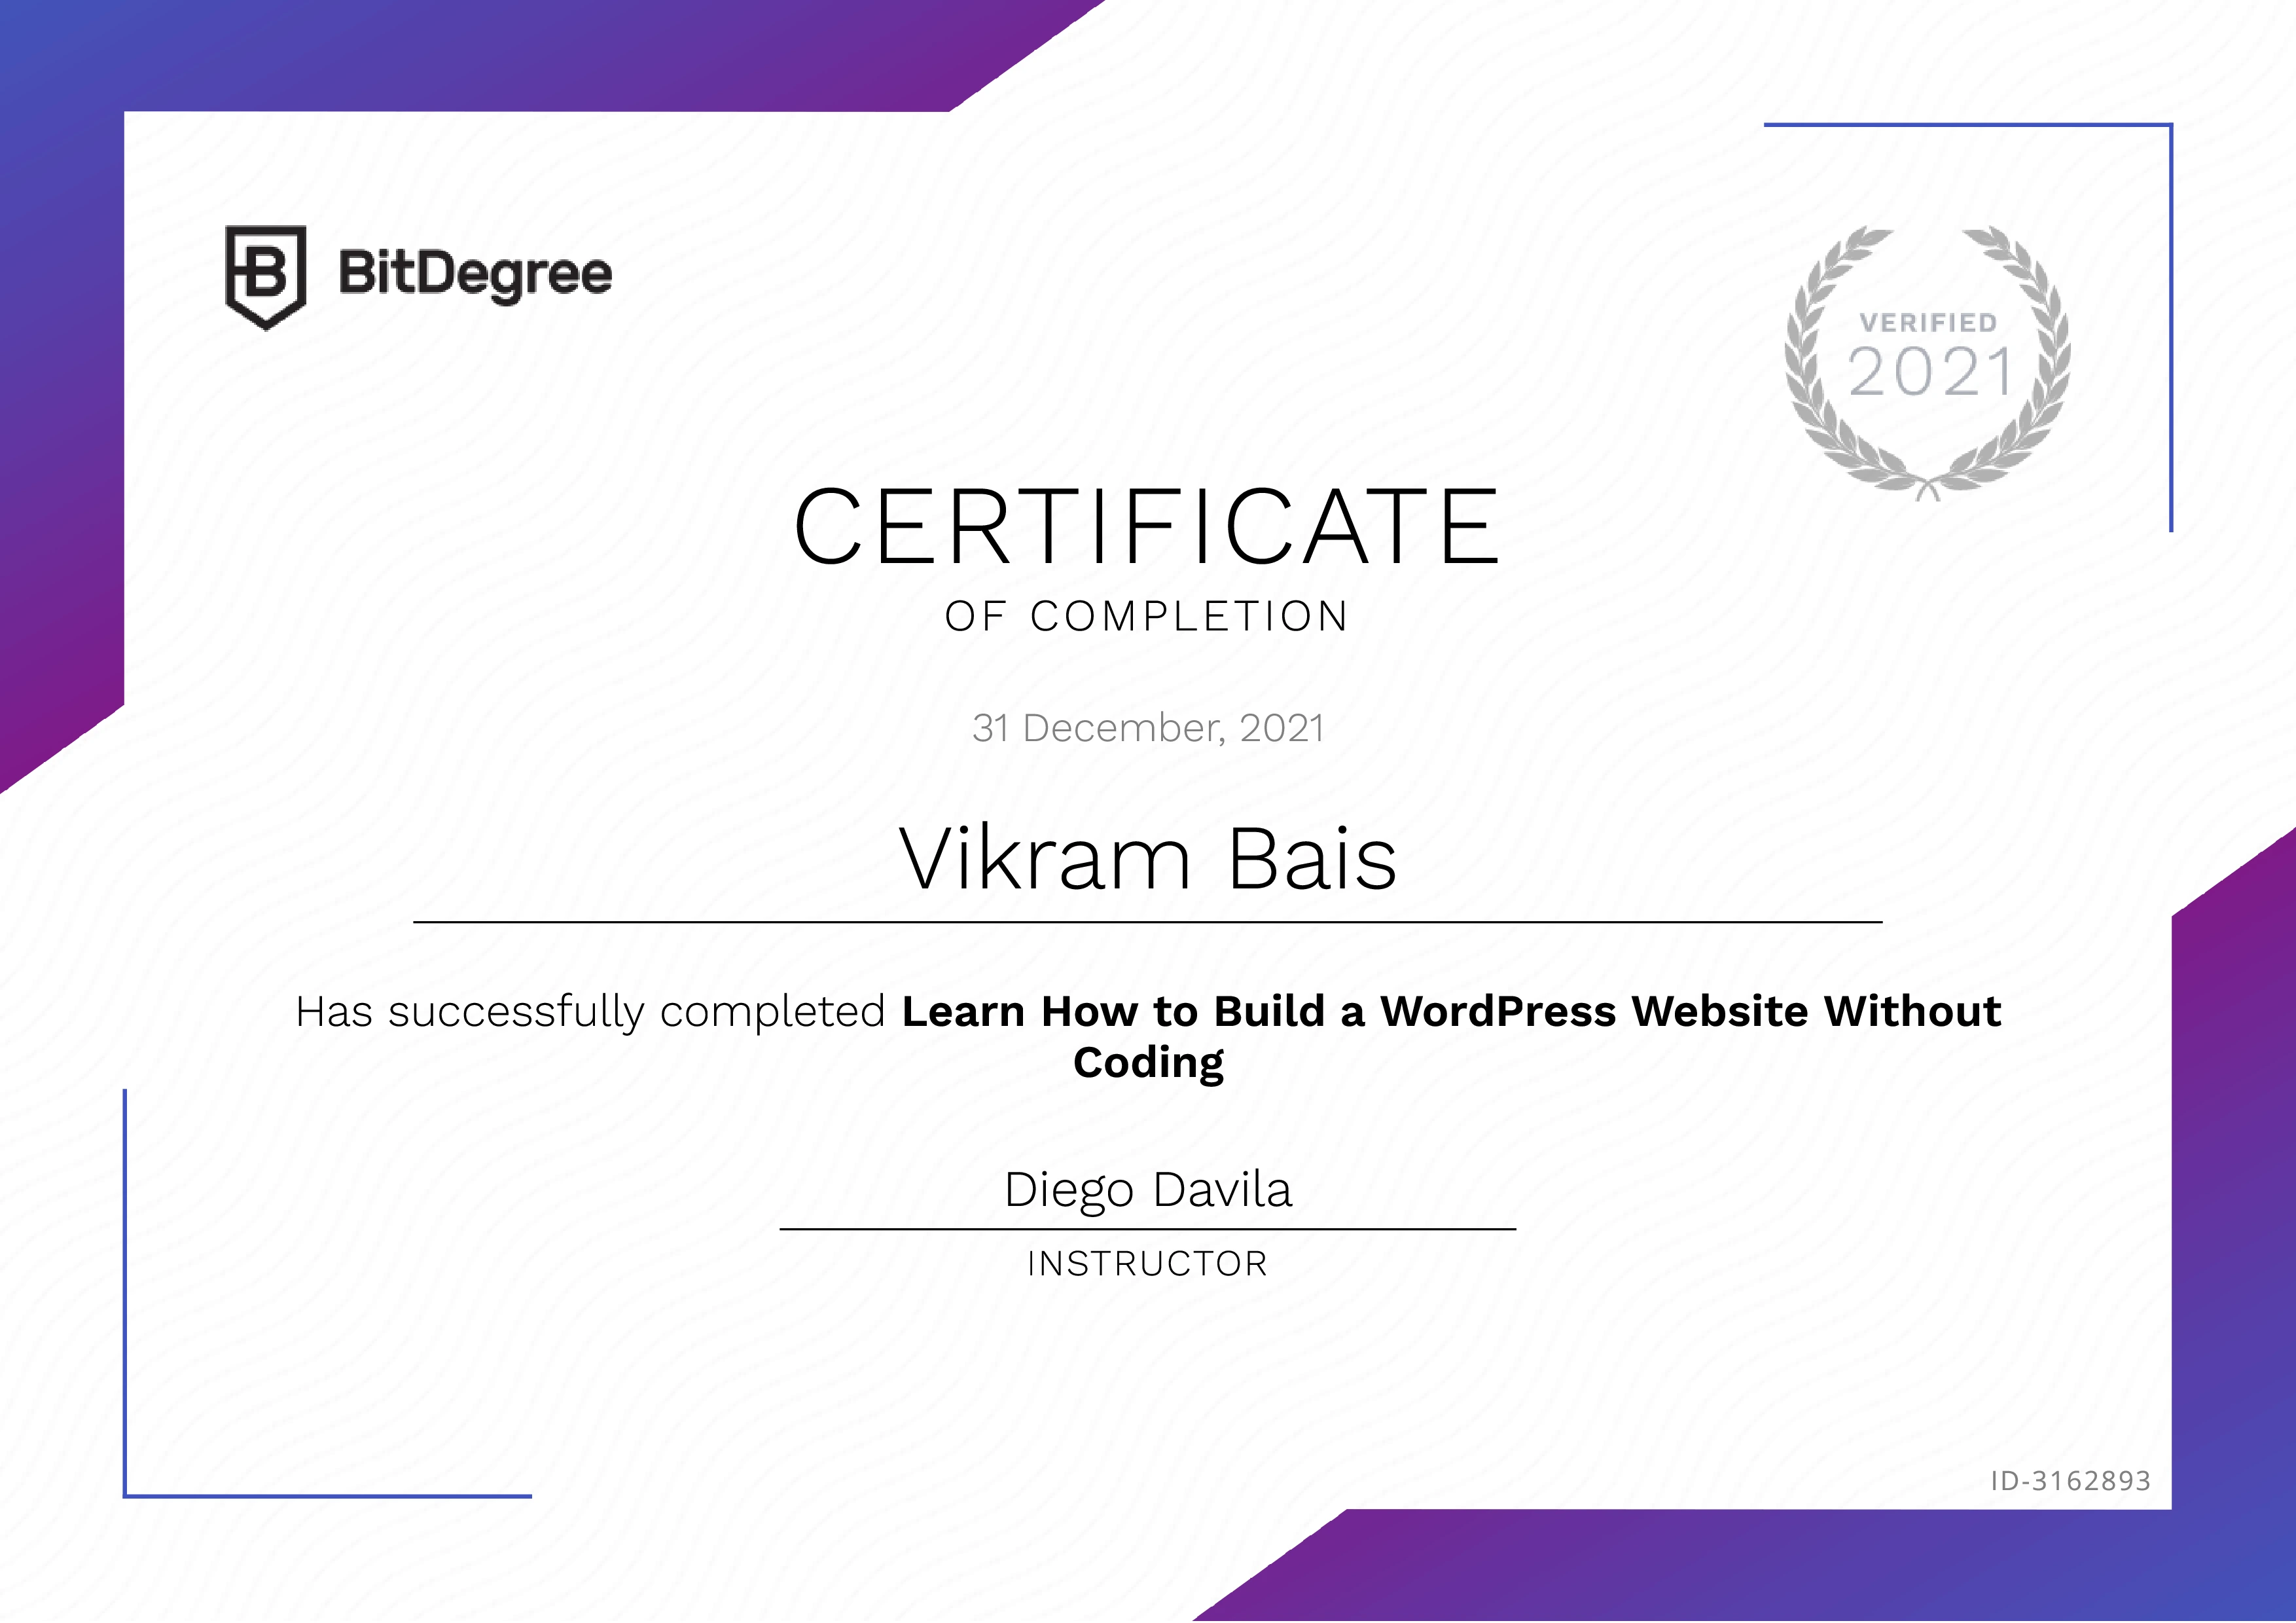 BitDegree
VERIFIED
2021
CERTIFICATE
OF COMPLETION
31 December, 2021
Vikram Bais
Has successfully completed Learn How to Build a WordPress Website Without
Coding
Diego Davila
INSTRUCTOR
ID-3162893